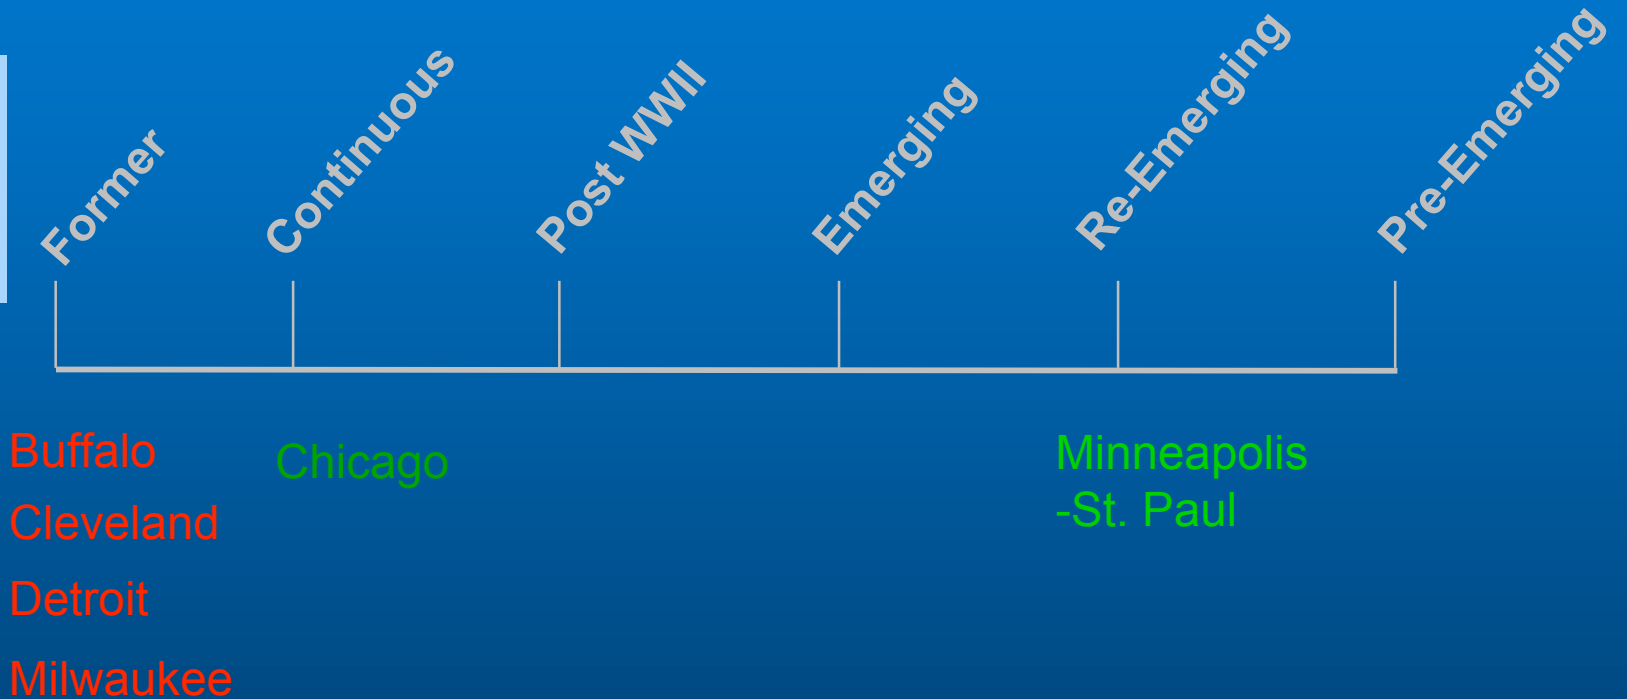 Former
Continuous
Post WWII
Emerging
Re-Emerging
Pre-Emerging
Buffalo
Cleveland
Detroit
Milwaukee
Chicago
Minneapolis
-St. Paul